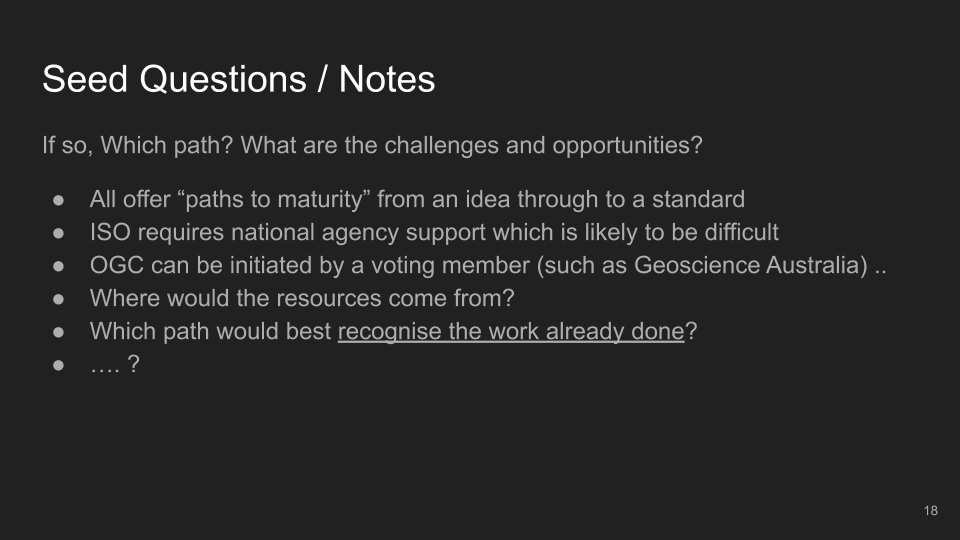 Seed Questions / Notes
If so, Which path? What are the challenges and opportunities?
● All offer “paths to maturity” from an idea through to a standard
● ISO requires national agency support which is likely to be difficult
● OGC can be initiated by a voting member (such as Geoscience Australia) ..
● Where would the resources come from?
● Which path would best recognise the work already done?
● …. ?
18